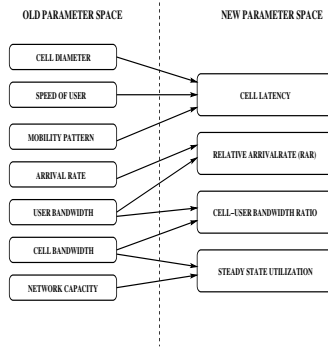 OLD PARAMETER SPACE
NEW PARAMETER SPACE
CELL DIAMETER
SPEED OF USER
MOBILITY PATTERN
ARRIVAL RATE
USER BANDWIDTH
CELL BANDWIDTH
NETWORK CAPACITY
CELL LATENCY
RELATIVE ARRIVALRATE (RAR)
CELL-USER BANDWIDTH RATIO
STEADY STATE UTILIZATION